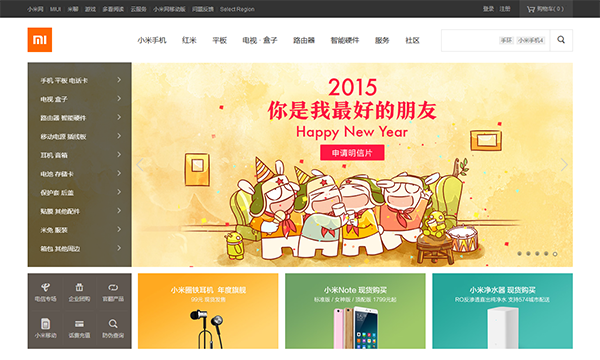 小米网 MIUI 米聊 游戏 多看阅读 云服务 小米网移动版 问题反馈 Select Region
登录 注册 购物车( 0 )
mi
小米手机 红米 平板 电视 · 盒子 路由器 智能硬件 服务 社区
手环 小米手机4
手机 平板 电话卡
电视 盒子
路由器 智能硬件
移动电源 插线板
耳机 音箱
电池 存储卡
保护套 后盖
贴膜 其他配件
米兔 服装
箱包 其他周边
2015
你是我最好的朋友
Happy New Year
申请明信片
电信专场 企业团购 官翻产品
小米移动 话费充值 防伪查询
小米圈铁耳机 年度旗舰
99元 现货发售
小米Note 现货购买
标准版 / 女神版 / 顶配版 1799元起
小米净水器 现货购买
RO反渗透直出纯净水 支持574城市配送